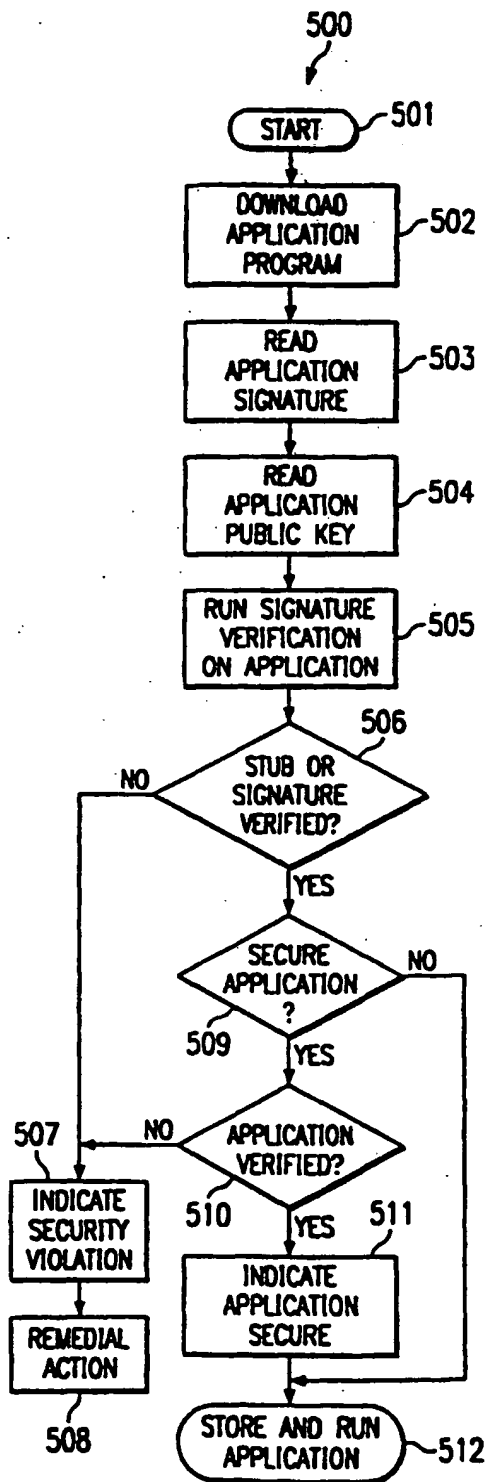 500
START
501
DOWNLOAD
APPLICATION
PROGRAM
502
READ
APPLICATION
SIGNATURE
503
READ
APPLICATION
PUBLIC KEY
504
RUN SIGNATURE
VERIFICATION
ON APPLICATION
505
506
STUB OR
SIGNATURE
VERIFIED?
NO
YES
SECURE
APPLICATION
?
509
NO
YES
APPLICATION
VERIFIED?
510
NO
YES
507
INDICATE
SECURITY
VIOLATION
REMEDIAL
ACTION
508
511
INDICATE
APPLICATION
SECURE
STORE AND RUN
APPLICATION
512